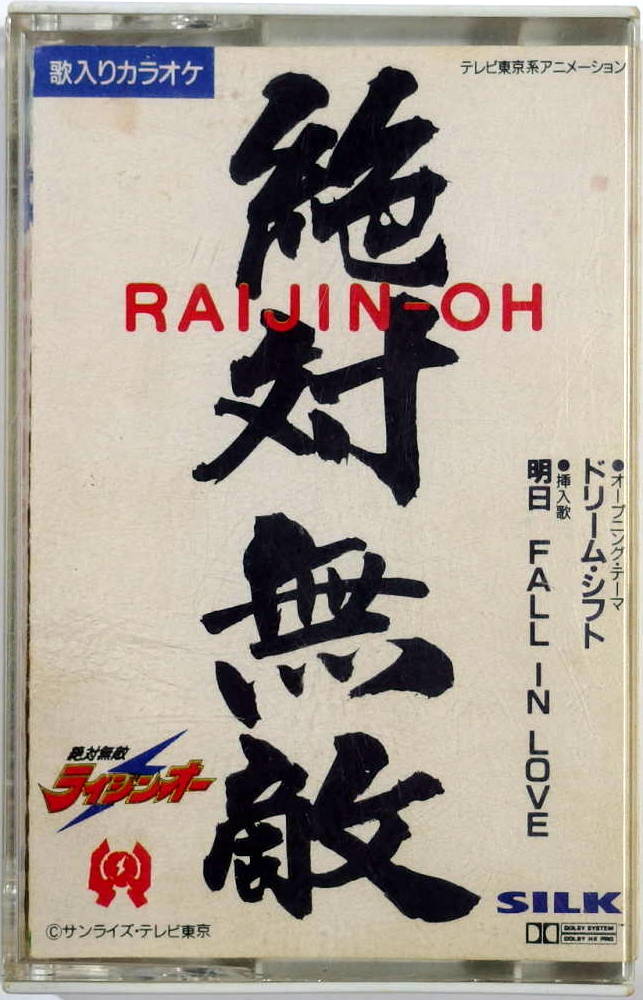 歌入りカラオケ
テレビ東京系アニメーション
絶対無敵
RAIJIN-OH
●オープニング・テーマ
ドリーム・シフト
●挿入歌
明日 FALL IN LOVE
絶対無敵
ライジンオー
©サンライズ・テレビ東京
SILK
DOLBY SYSTEM
DOLBY HX PRO